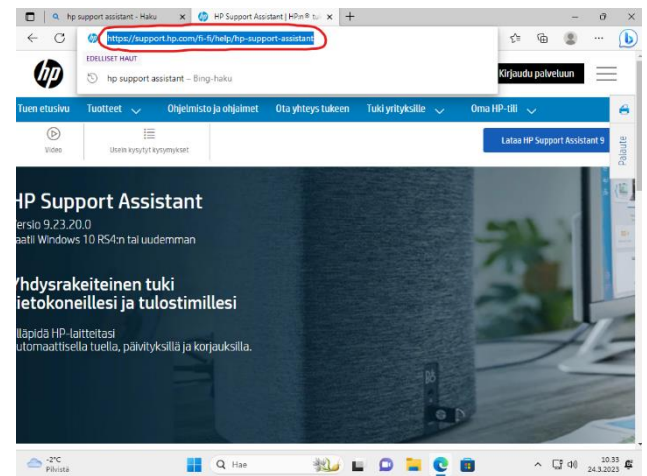 hp support assistant - Haku
HP Support Assistant | HP:n® tu
https://support.hp.com/fi-fi/help/hp-support-assistant
EDELLISET HAUT
hp support assistant – Bing-haku
hp
Kirjaudu palveluun
Tuen etusivu Tuotteet Ohjelmisto ja ohjaimet Ota yhteys tukeen Tuki yrityksille Oma HP-tili
Video Usein kysytyt kysymykset Lataa HP Support Assistant 9
Palaute
HP Support Assistant
Versio 9.23.20.0
aatii Windows 10 RS4:n tai uudemman
Yhdysrakeiteinen tuki
ietokoneillesi ja tulostimillesi
lläpidä HP-laitteitasi
utomaattisella tuella, päivityksillä ja korjauksilla.
-2°C
Pilvistä
Hae
10.33
24.3.2023